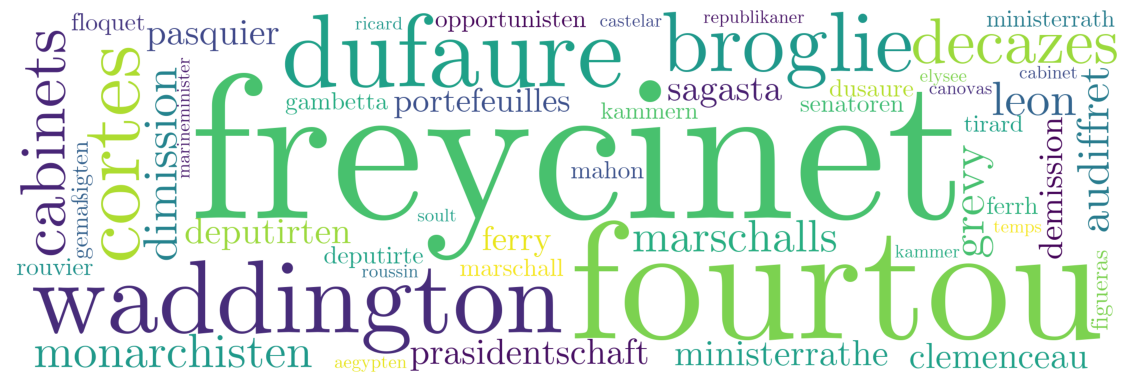 floquet
ricard
opportunisten
castelar
republikaner
ministerrath
pasquier
dufaure
broglie
decazes
cabinets
cortes
dimission
marineminister
gemaßigten
gambetta
portefeuilles
sagasta
kammern
dusaure
senatoren
elysee
canovas
cabinet
leon
tirard
audiffret
demission
grevy
ferrh
temps
freycinet
mahon
soult
deputirten
deputirte
roussin
ferry
marschall
marschalls
kammer
figueras
rouvier
waddington
fourtou
monarchisten
aegypten
prasidentschaft
ministerrathe
clemenceau